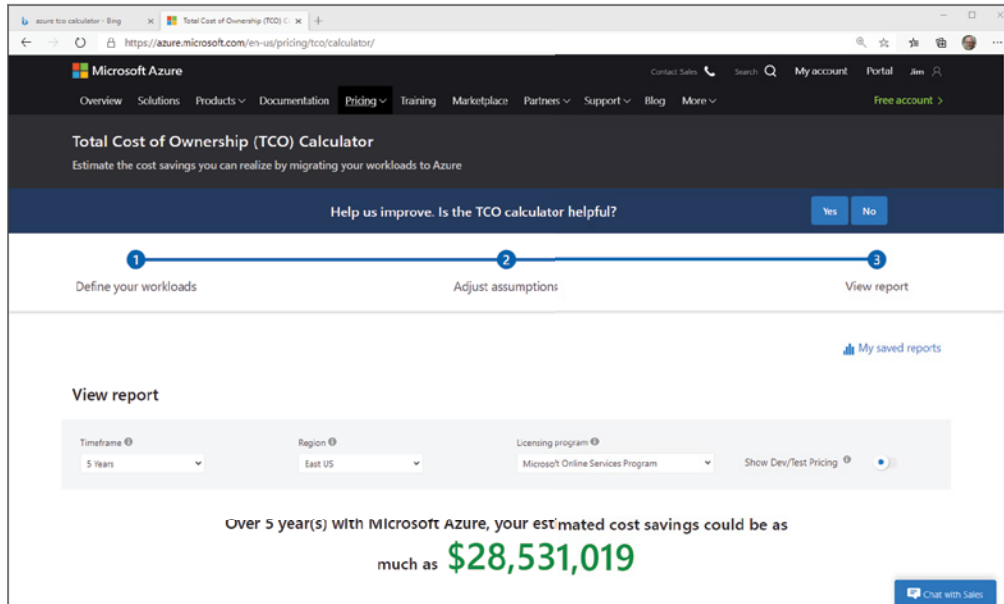 azure tco calculator - Bing
Total Cost of Ownership (TCO) C
https://azure.microsoft.com/en-us/pricing/tco/calculator/
Microsoft Azure
Contact Sales Search My account Portal Jim
Overview Solutions Products Documentation Pricing Training Marketplace Partners Support Blog More Free account >
Total Cost of Ownership (TCO) Calculator
Estimate the cost savings you can realize by migrating your workloads to Azure
Help us improve. Is the TCO calculator helpful? Yes No
1 2 3
Define your workloads Adjust assumptions View report
My saved reports
View report
Timeframe Region Licensing program
5 Years East US Microsoft Online Services Program Show Dev/Test Pricing
Over 5 year(s) with Microsoft Azure, your estimated cost savings could be as
much as $28,531,019
Chat with Sales